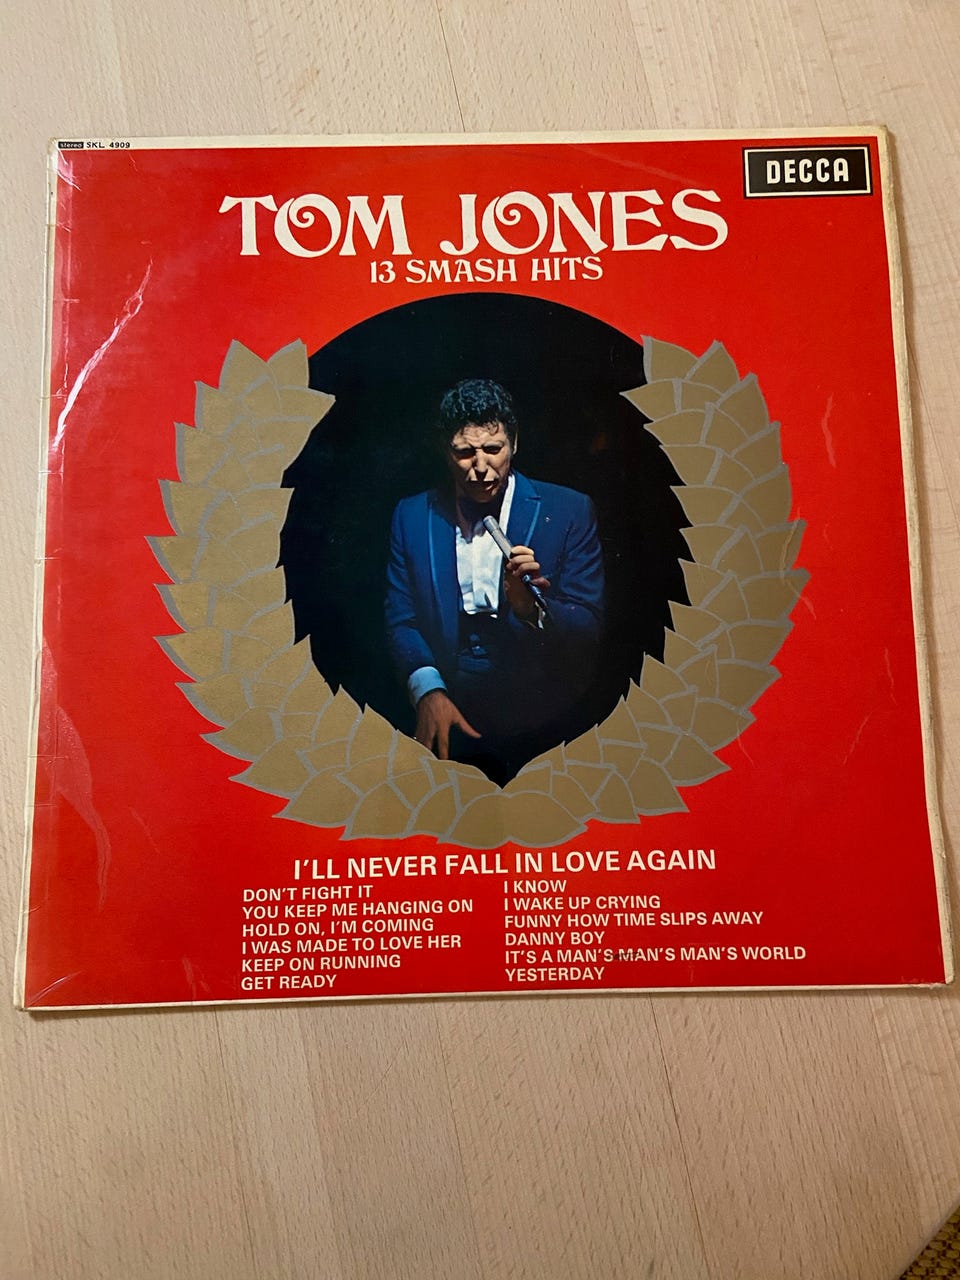 stereo SKL 4909
DECCA
TOM JONES
13 SMASH HITS
I'LL NEVER FALL IN LOVE AGAIN
DON'T FIGHT IT
YOU KEEP ME HANGING ON
HOLD ON, I'M COMING
I WAS MADE TO LOVE HER
KEEP ON RUNNING
GET READY
I KNOW
I WAKE UP CRYING
FUNNY HOW TIME SLIPS AWAY
DANNY BOY
IT'S A MAN'S MAN'S MAN'S WORLD
YESTERDAY